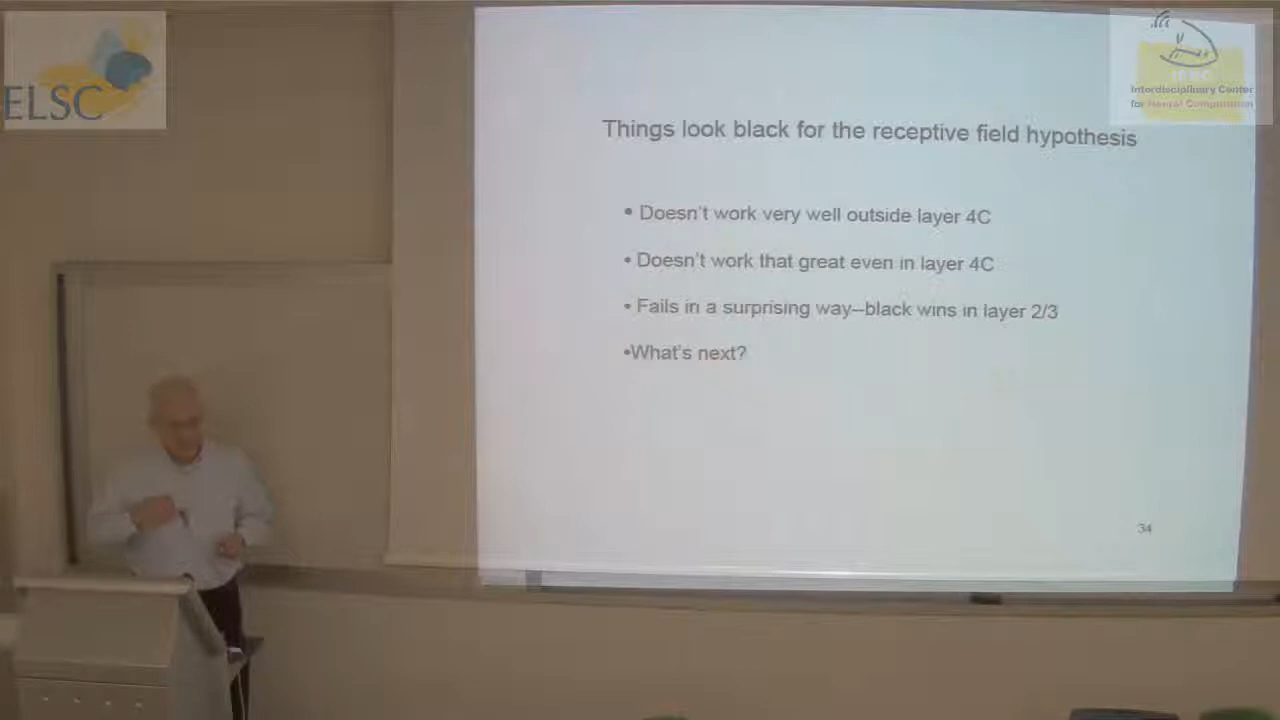 ELSC
Interdisciplinary Center
for Neural Computation
Things look black for the receptive field hypothesis
• Doesn't work very well outside layer 4C
• Doesn't work that great even in layer 4C
• Fails in a surprising way–black wins in layer 2/3
•What's next?
34